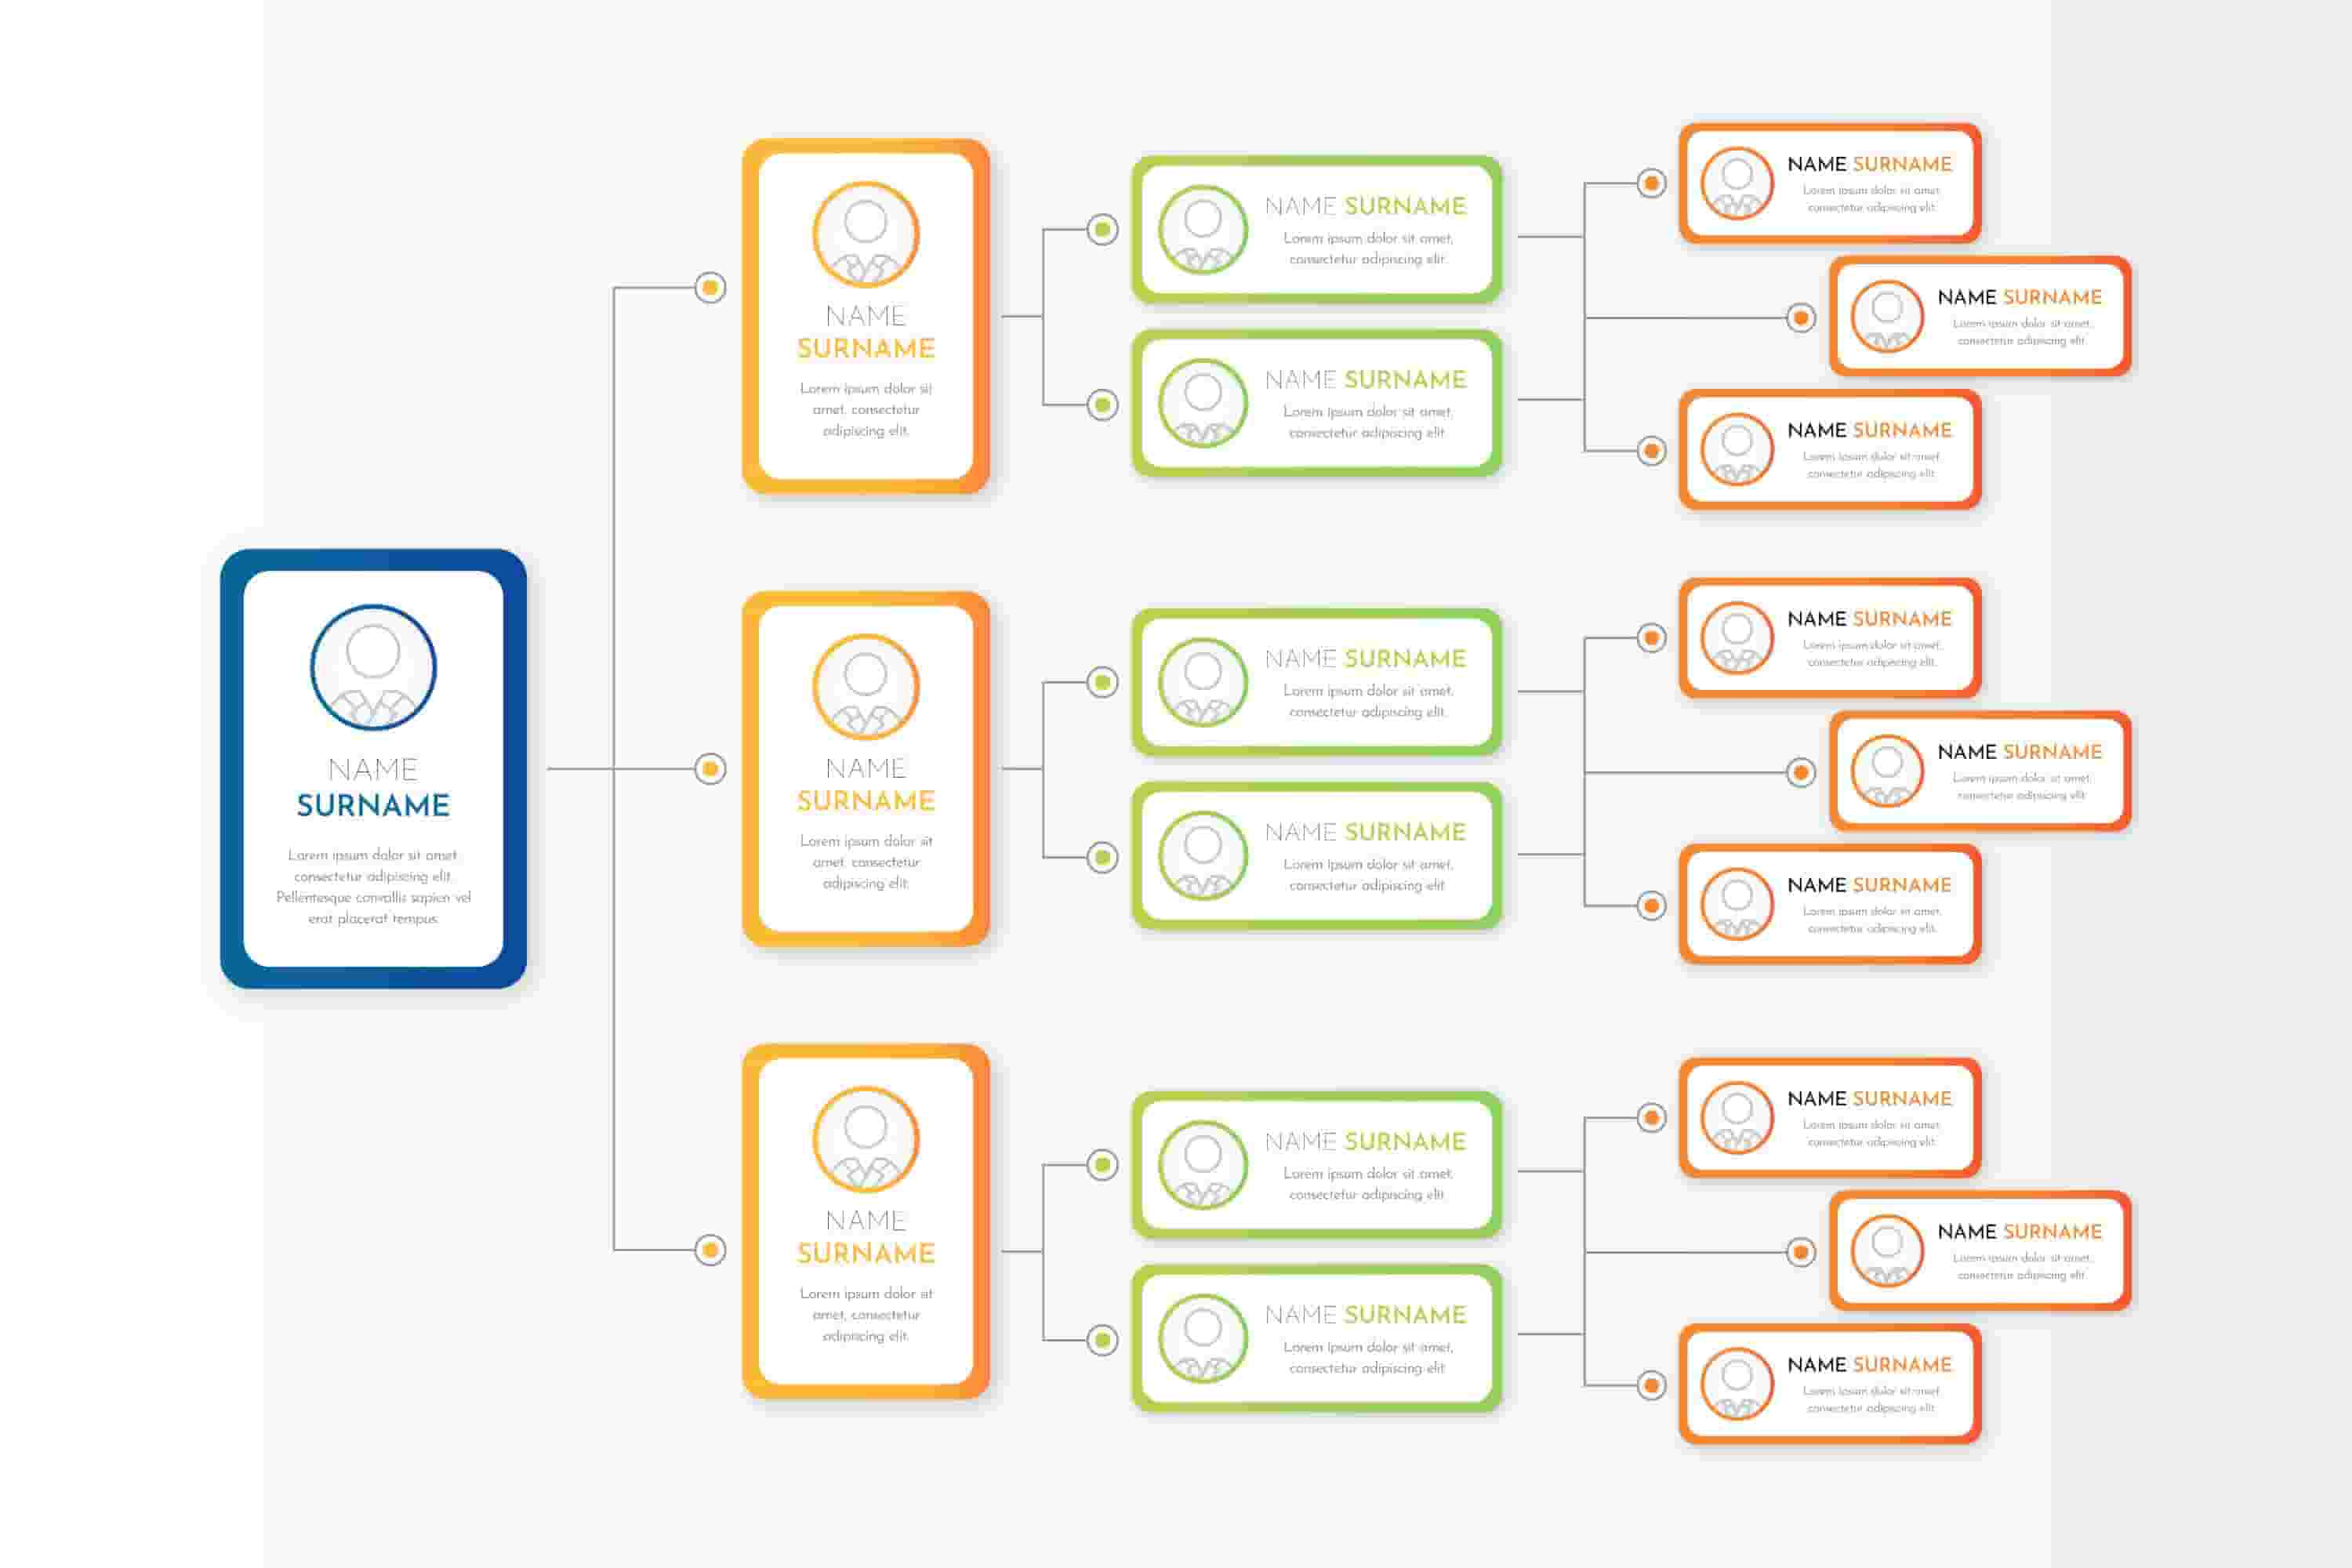 NAME
SURNAME
Lorem ipsum dolor sit amet,
consectetur adipiscing elit.
Pellentesque convallis sapien vel
erat placerat tempus.
NAME
SURNAME
Lorem ipsum dolor sit
amet, consectetur
adipiscing elit.
NAME SURNAME
Lorem ipsum dolor sit amet,
consectetur adipiscing elit.
NAME SURNAME
Lorem ipsum dolor sit amet,
consectetur adipiscing elit.
NAME SURNAME
Lorem ipsum dolor sit amet,
consectetur adipiscing elit.
NAME SURNAME
Lorem ipsum dolor sit amet,
consectetur adipiscing elit.
NAME SURNAME
Lorem ipsum dolor sit amet,
consectetur adipiscing elit.
NAME
SURNAME
Lorem ipsum dolor sit
amet, consectetur
adipiscing elit.
NAME SURNAME
Lorem ipsum dolor sit amet,
consectetur adipiscing elit.
NAME SURNAME
Lorem ipsum dolor sit amet,
consectetur adipiscing elit.
NAME SURNAME
Lorem ipsum dolor sit amet,
consectetur adipiscing elit.
NAME SURNAME
Lorem ipsum dolor sit amet,
consectetur adipiscing elit.
NAME SURNAME
Lorem ipsum dolor sit amet,
consectetur adipiscing elit.
NAME
SURNAME
Lorem ipsum dolor sit
amet, consectetur
adipiscing elit.
NAME SURNAME
Lorem ipsum dolor sit amet,
consectetur adipiscing elit.
NAME SURNAME
Lorem ipsum dolor sit amet,
consectetur adipiscing elit.
NAME SURNAME
Lorem ipsum dolor sit amet,
consectetur adipiscing elit.
NAME SURNAME
Lorem ipsum dolor sit amet,
consectetur adipiscing elit.
NAME SURNAME
Lorem ipsum dolor sit amet,
consectetur adipiscing elit.